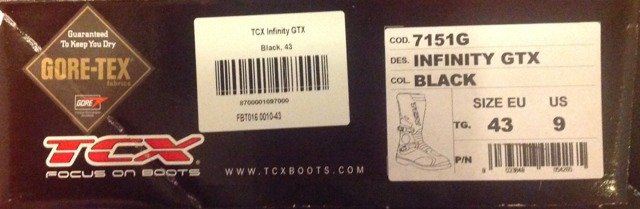 Guaranteed
To Keep You Dry
GORE-TEX
fabrics
GORE
TCX
FOCUS ON BOOTS
TCX Infinity GTX
Black, 43
8700001697000
FBT016 0010-43
WWW.TCXBOOTS.COM
COD. 7151G
DES. INFINITY GTX
COL. BLACK
SIZE EU US
TG. 43 9
P/N